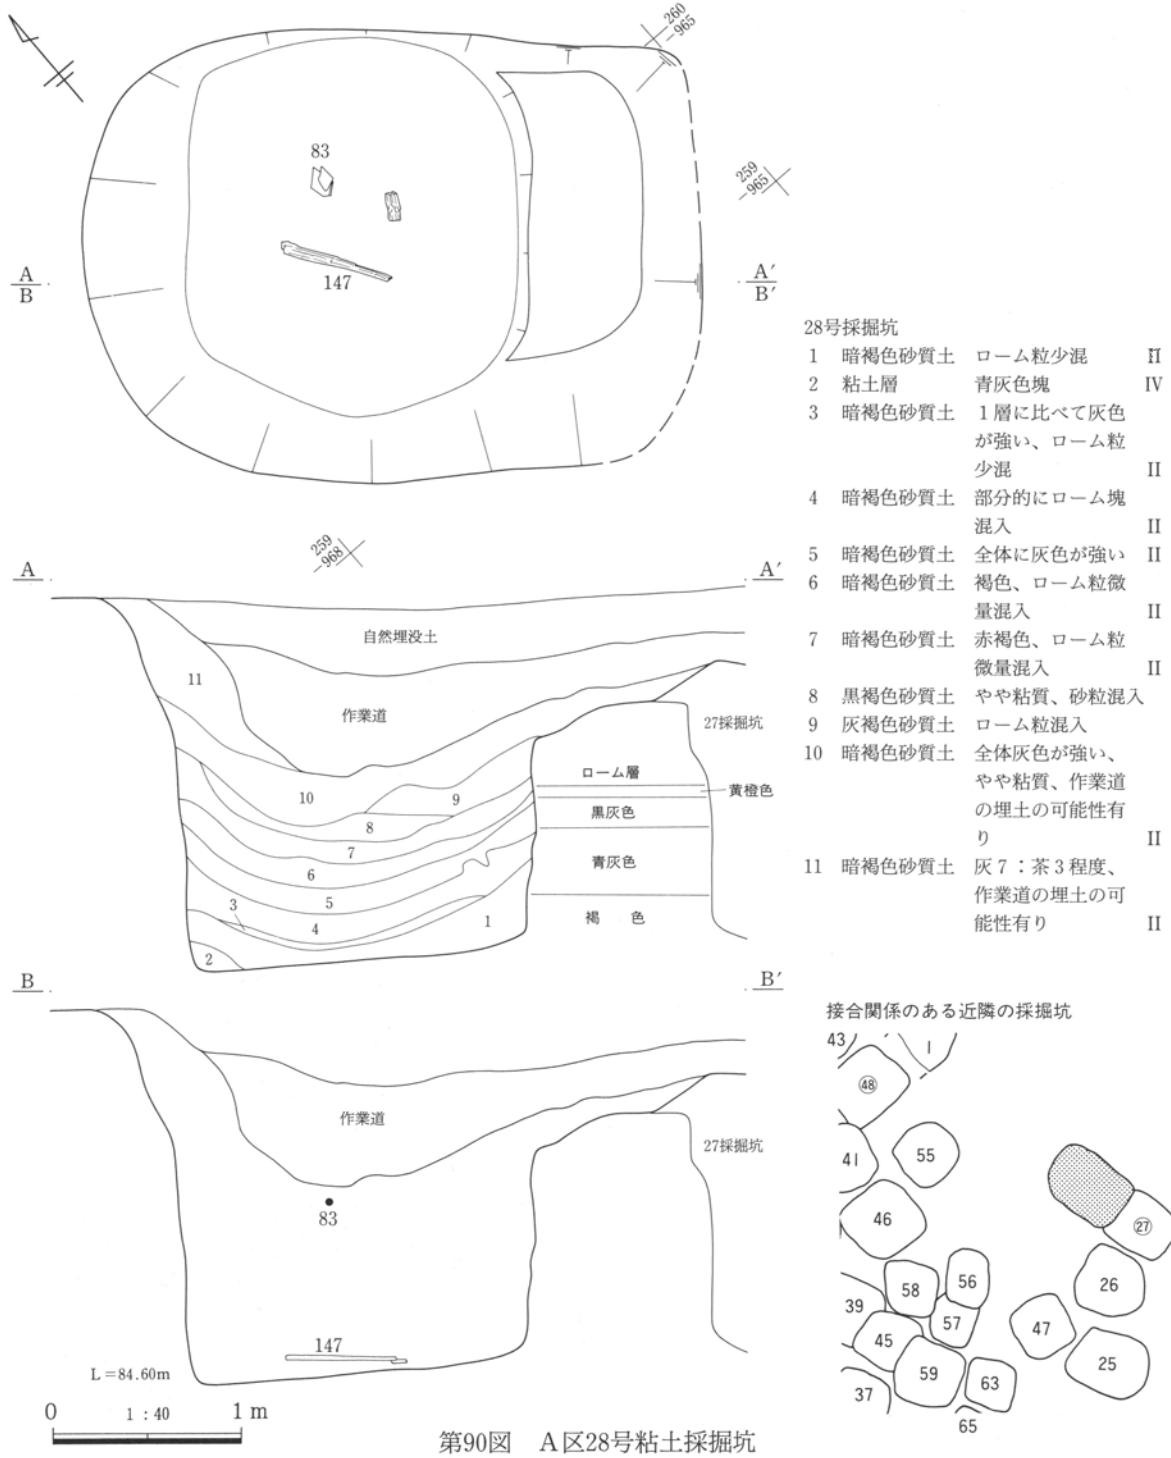 260
-965
83
259
-965
147
A
B
A′
B′
28号採掘坑
1 暗褐色砂質土 ローム粒少混 II
2 粘土層 青灰色塊 IV
3 暗褐色砂質土 1層に比べて灰色
が強い、ローム粒
少混 II
4 暗褐色砂質土 部分的にローム塊
混入 II
5 暗褐色砂質土 全体に灰色が強い II
6 暗褐色砂質土 褐色、ローム粒微
量混入 II
7 暗褐色砂質土 赤褐色、ローム粒
微量混入 II
8 黒褐色砂質土 やや粘質、砂粒混入
9 灰褐色砂質土 ローム粒混入
10 暗褐色砂質土 全体灰色が強い、
やや粘質、作業道
の埋土の可能性有
り II
11 暗褐色砂質土 灰7：茶3程度、
作業道の埋土の可
能性有り II
259
-968
A
A′
自然埋没土
11
作業道
27採掘坑
ローム層
黄橙色
10
9
黒灰色
8
7
青灰色
6
5
3
4
1
褐 色
2
B
B′
作業道
27採掘坑
83
147
L=84.60m
0 1：40 1m
接合関係のある近隣の採掘坑
43
1
48
41
55
46
27
58
56
26
39
57
47
45
25
59
63
37
65
第90図 A区28号粘土採掘坑